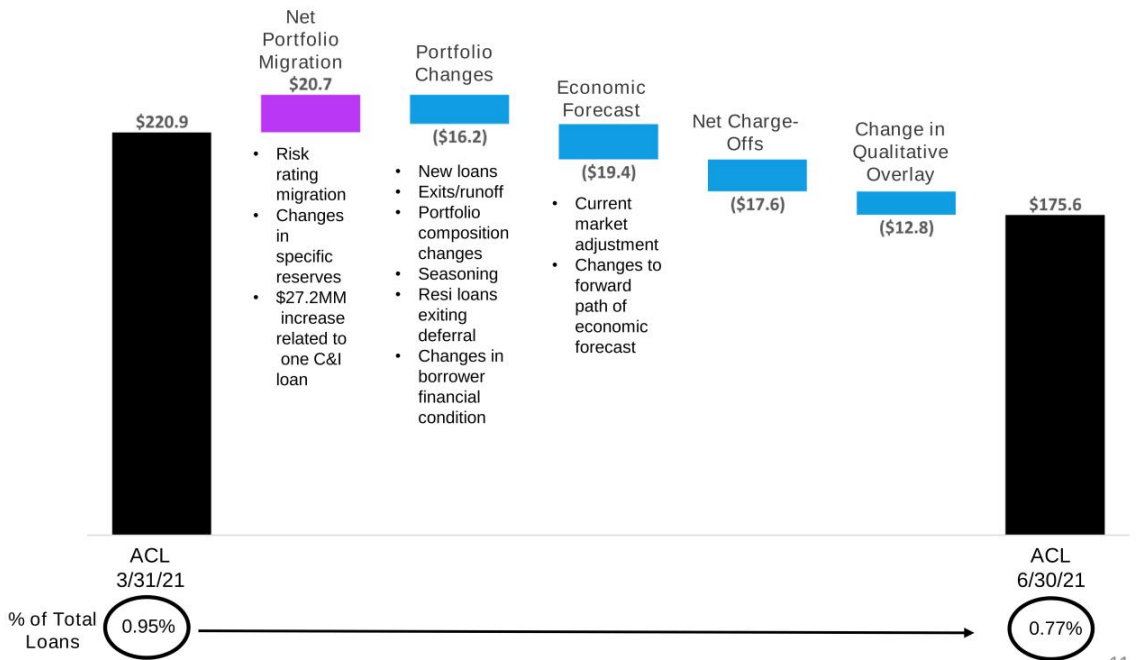 Net
Portfolio
Migration
$20.7
Portfolio
Changes
($16.2)
Economic
Forecast
($19.4)
Net Charge-
Offs
($17.6)
Change in
Qualitative
Overlay
($12.8)
$220.9
$175.6
• Risk
rating
migration
• Changes
in
specific
reserves
• $27.2MM
increase
related to
one C&I
loan
• New loans
• Exits/runoff
• Portfolio
composition
changes
• Seasoning
• Resi loans
exiting
deferral
• Changes in
borrower
financial
condition
• Current
market
adjustment
• Changes to
forward
path of
economic
forecast
ACL
3/31/21
ACL
6/30/21
% of Total
Loans
0.95%
0.77%